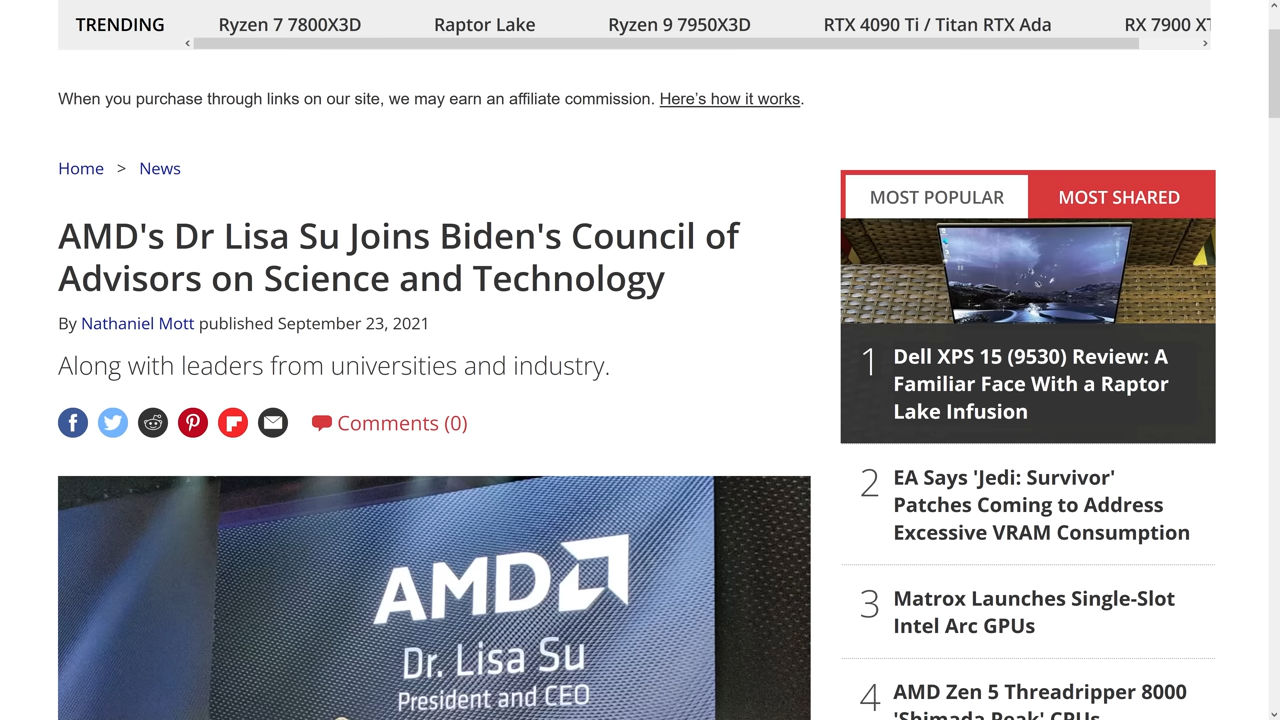 TRENDING
Ryzen 7 7800X3D
Raptor Lake
Ryzen 9 7950X3D
RTX 4090 Ti / Titan RTX Ada
RX 7900 XT
When you purchase through links on our site, we may earn an affiliate commission. Here’s how it works.
Home > News
AMD's Dr Lisa Su Joins Biden's Council of
Advisors on Science and Technology
By Nathaniel Mott published September 23, 2021
Along with leaders from universities and industry.
Comments (0)
AMD
Dr. Lisa Su
President and CEO
MOST POPULAR
MOST SHARED
1 Dell XPS 15 (9530) Review: A
Familiar Face With a Raptor
Lake Infusion
2 EA Says 'Jedi: Survivor'
Patches Coming to Address
Excessive VRAM Consumption
3 Matrox Launches Single-Slot
Intel Arc GPUs
4 AMD Zen 5 Threadripper 8000
'Shimada Peak' CPUs